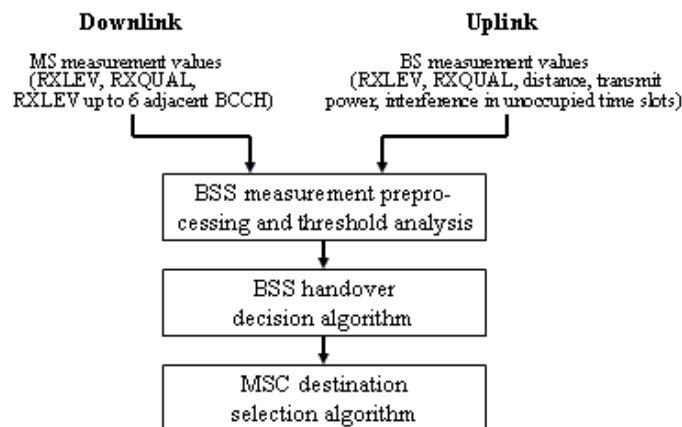 Downlink
MS measurement values
(RXLEV, RXQUAL,
RXLEV up to 6 adjacent BCCH)
Uplink
BS measurement values
(RXLEV, RXQUAL, distance, transmit
power, interference in unoccupied time slots)
BSS measurement prepro-
cessing and threshold analysis
BSS handover
decision algorithm
MSC destination
selection algorithm